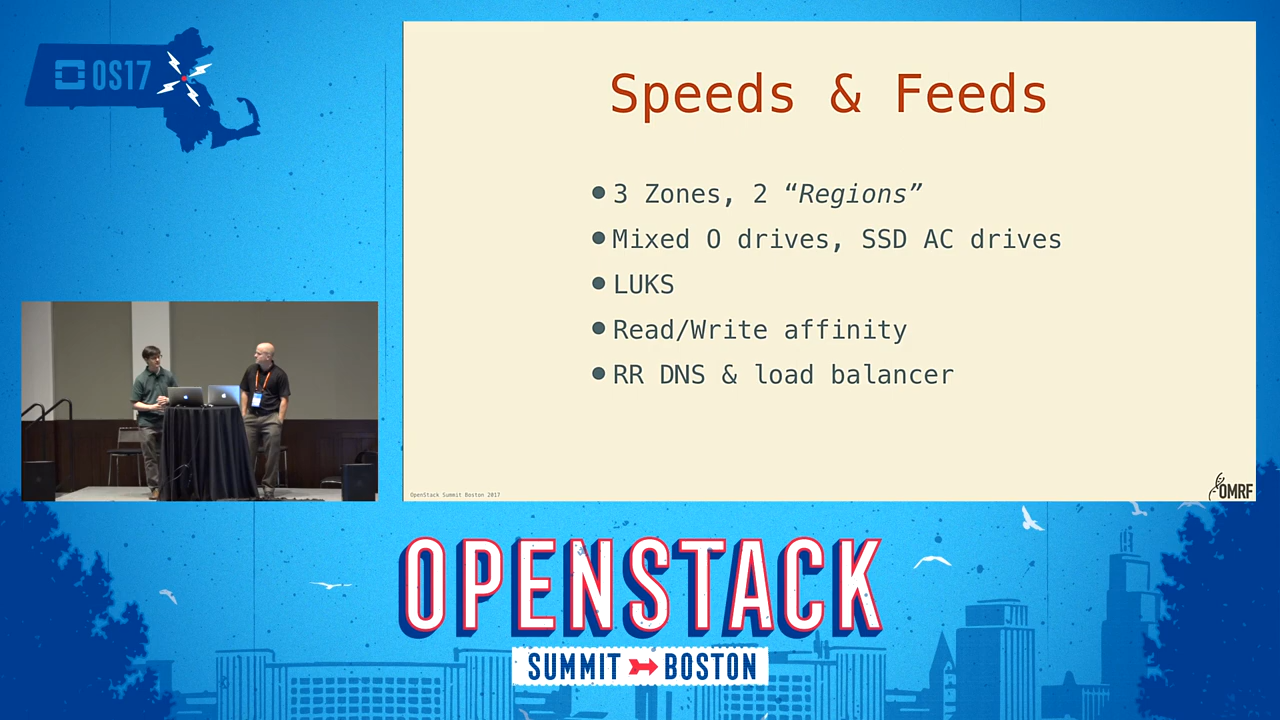 OS17
Speeds & Feeds
3 Zones, 2 “Regions”
Mixed O drives, SSD AC drives
LUKS
Read/Write affinity
RR DNS & load balancer
OpenStack Summit Boston 2017
OMRF
OPENSTACK
SUMMIT BOSTON